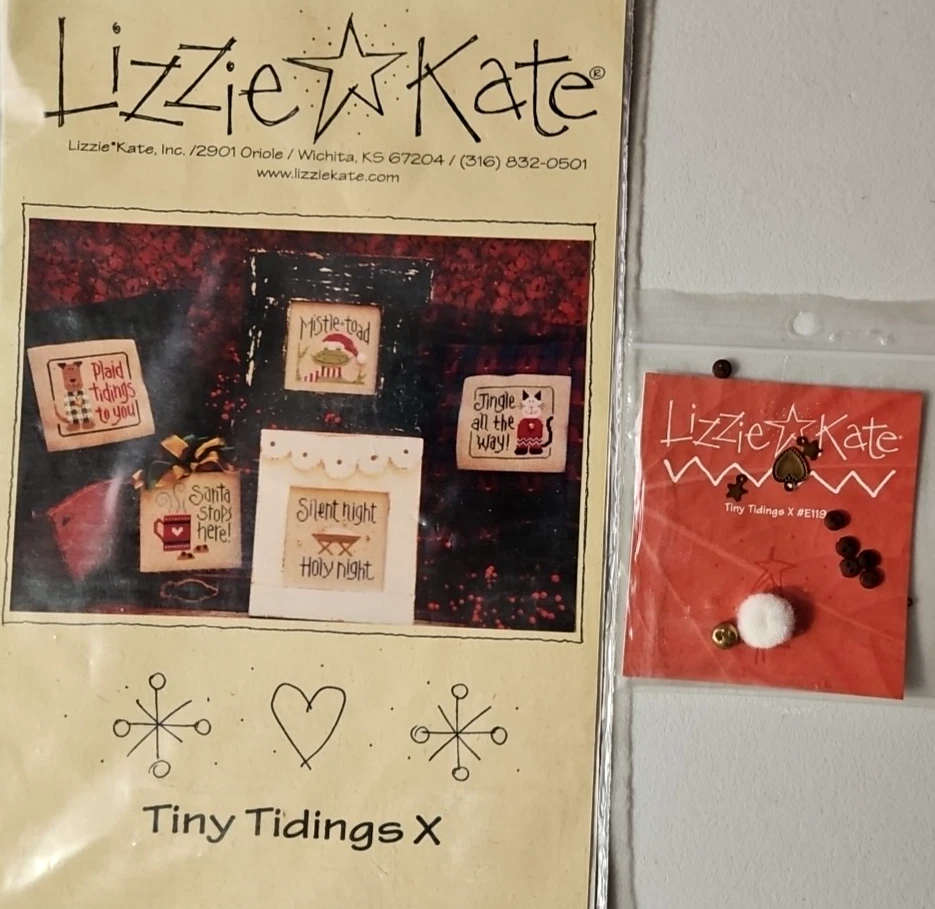 Lizzie Kate®
Lizzie*Kate, Inc. /2901 Oriole / Wichita, KS 67204 / (316) 832-0501
www.lizziekate.com
Mistle-toad
Plaid
tidings
to you!
Jingle
all the
Way!
Santa
stops
here!
Silent night
Holy night
Tiny Tidings X
Lizzie Kate
Tiny Tidings X #E119